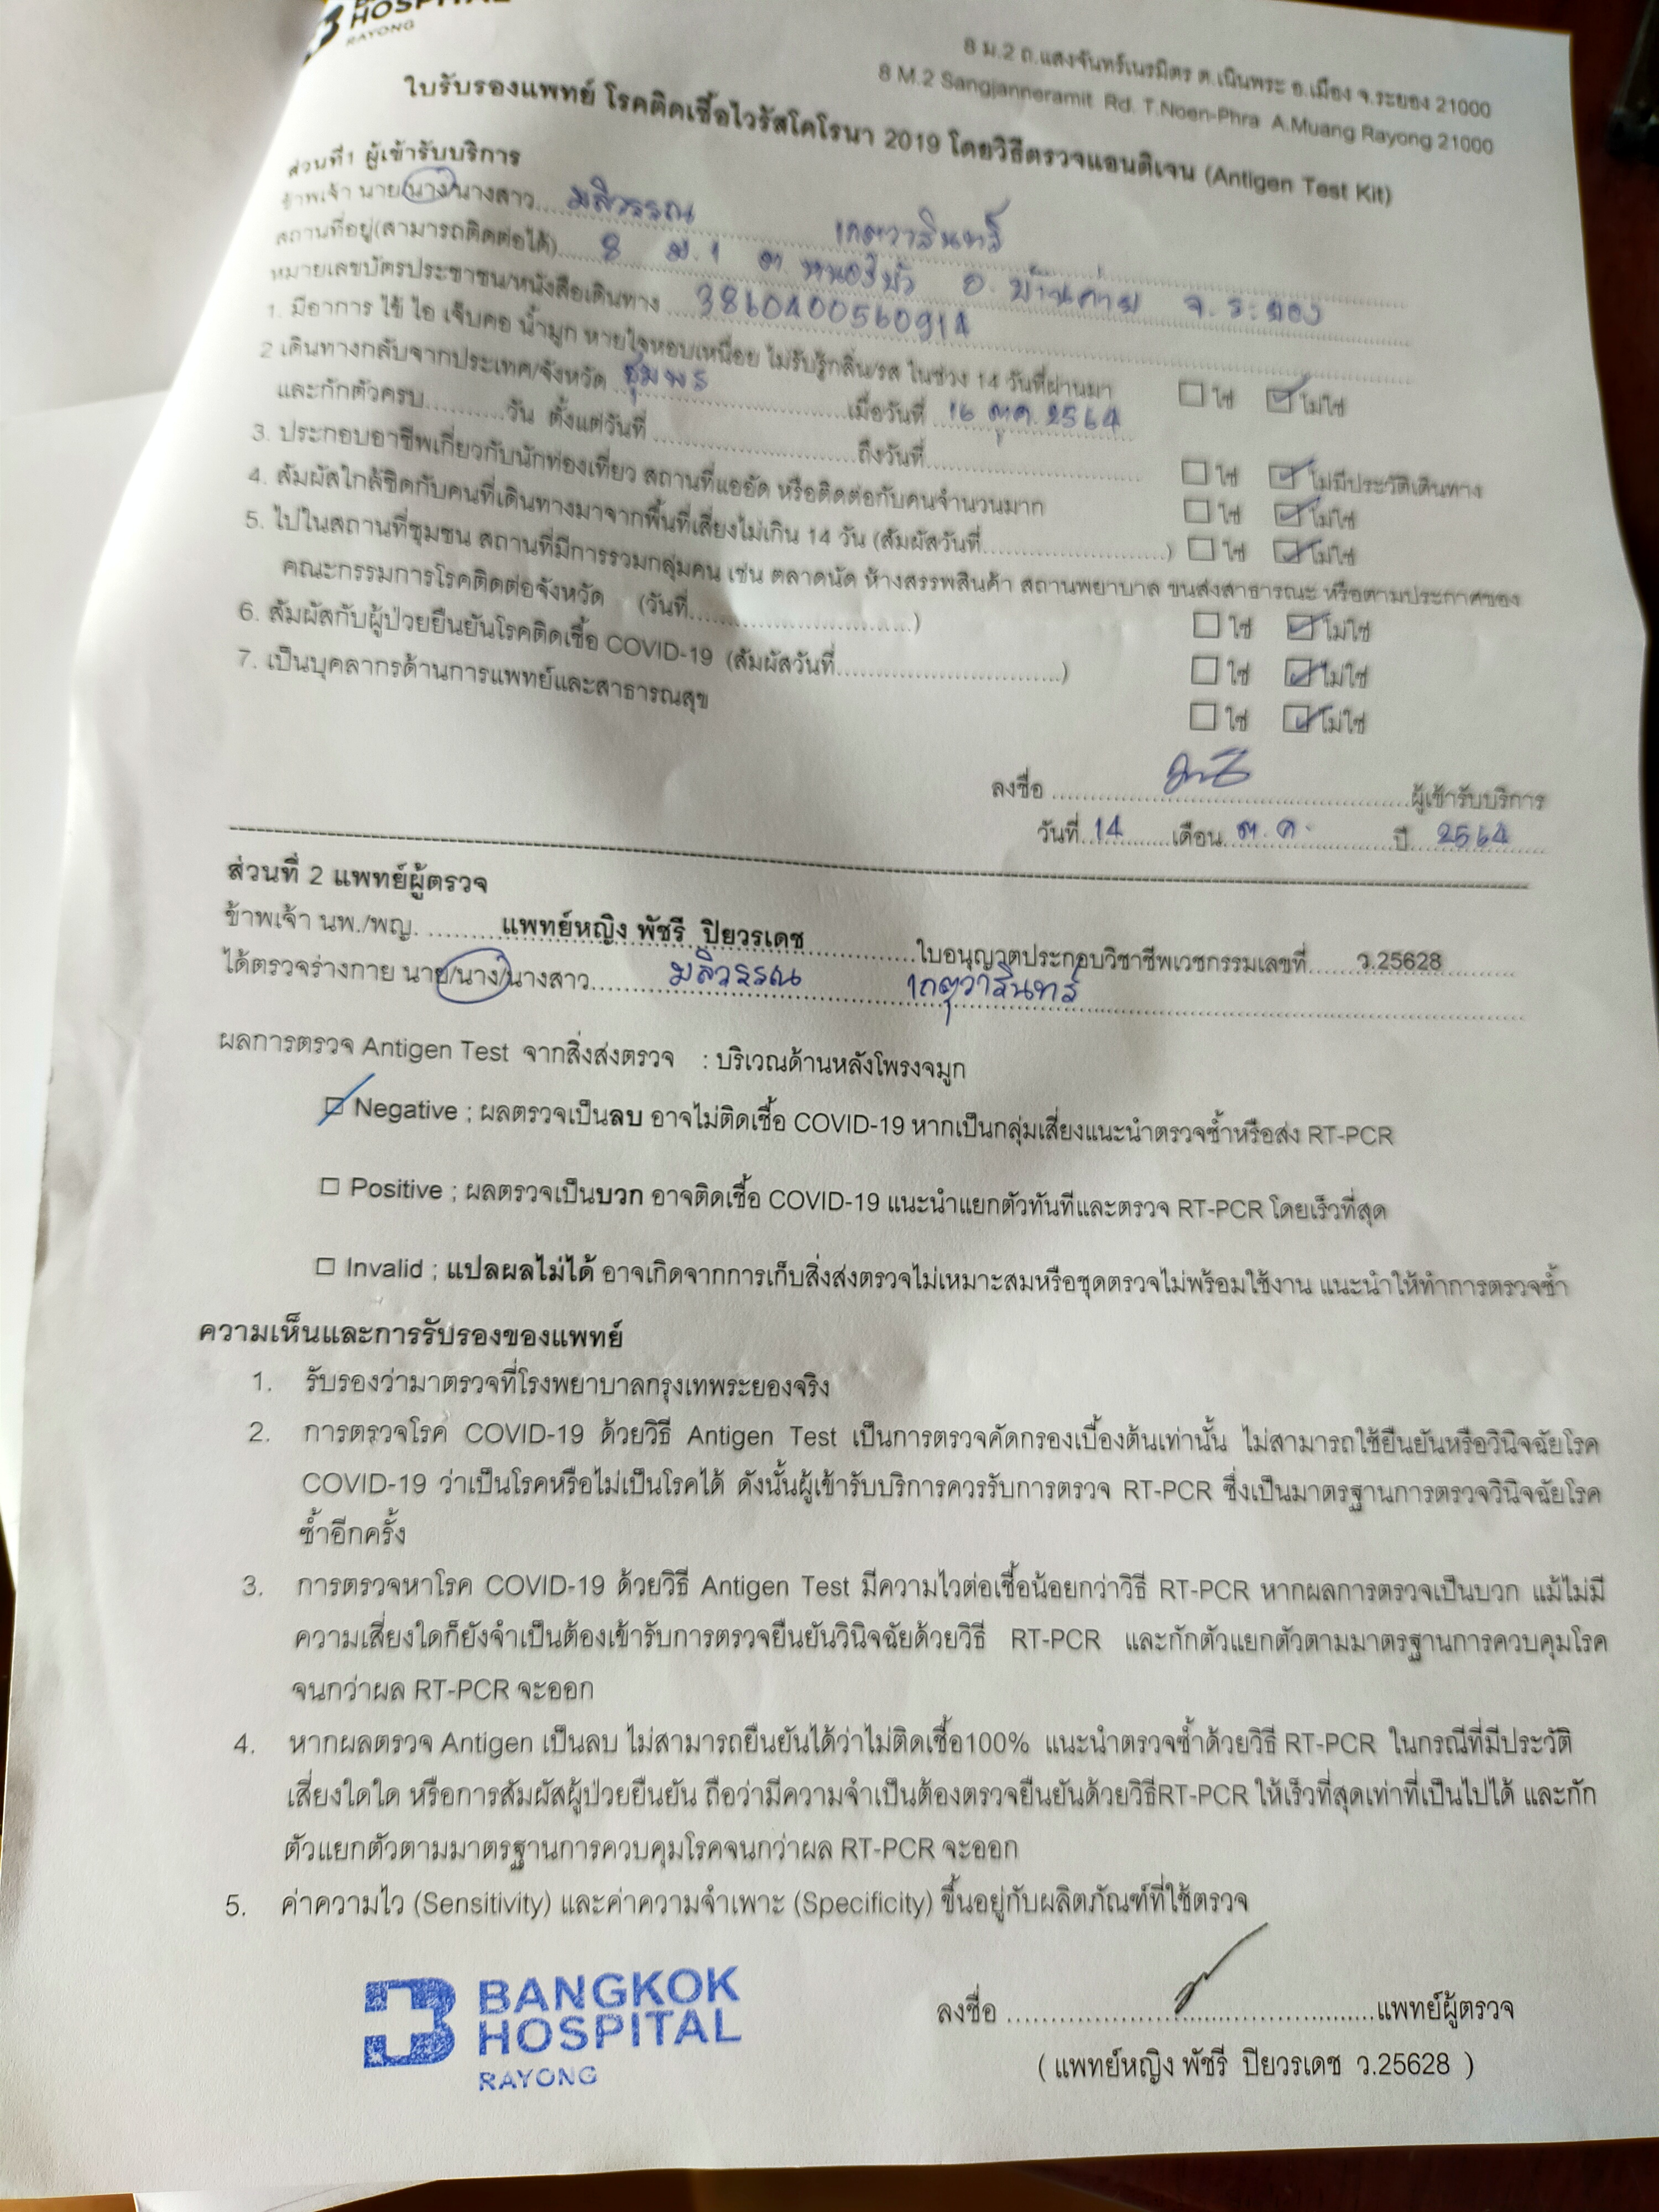 HOSPITAL
RAYONG
8 ม.2 ถ.แสงจันทร์เนรมิตร ต.เนินพระ อ.เมือง จ.ระยอง 21000
8 M.2 Sangjanneramit Rd. T.Noen-Phra A.Muang Rayong 21000
ใบรับรองแพทย์ โรคติดเชื้อไวรัสโคโรนา 2019 โดยวิธีตรวจแอนติเจน (Antigen Test Kit)
ส่วนที่1 ผู้เข้ารับบริการ
ข้าพเจ้า นาย/นาง/นางสาว มลิวรรณ เกตุวารินทร์
สถานที่อยู่(สามารถติดต่อได้) 8 ม.1 ต.หนองบัว อ.บ้านค่าย จ.ระยอง
หมายเลขบัตรประชาชน/หนังสือเดินทาง 3860400560914
1. มีอาการ ไข้ ไอ เจ็บคอ น้ำมูก หายใจหอบเหนื่อย ไม่รับรู้กลิ่น/รส ในช่วง 14 วันที่ผ่านมา ใช่ ไม่ใช่
2 เดินทางกลับจากประเทศ/จังหวัด ชุมพร เมื่อวันที่ 16 ตุค. 2564
และกักตัวครบ..........วัน ตั้งแต่วันที่..........ถึงวันที่.......... ใช่ ไม่มีประวัติเดินทาง
3. ประกอบอาชีพเกี่ยวกับนักท่องเที่ยว สถานที่แออัด หรือติดต่อกับคนจำนวนมาก ใช่ ไม่ใช่
4. สัมผัสใกล้ชิดกับคนที่เดินทางมาจากพื้นที่เสี่ยงไม่เกิน 14 วัน (สัมผัสวันที่..........) ใช่ ไม่ใช่
5. ไปในสถานที่ชุมชน สถานที่มีการรวมกลุ่มคน เช่น ตลาดนัด ห้างสรรพสินค้า สถานพยาบาล ขนส่งสาธารณะ หรือตามประกาศของ
คณะกรรมการโรคติดต่อจังหวัด (วันที่..........) ใช่ ไม่ใช่
6. สัมผัสกับผู้ป่วยยืนยันโรคติดเชื้อ COVID-19 (สัมผัสวันที่..........) ใช่ ไม่ใช่
7. เป็นบุคลากรด้านการแพทย์และสาธารณสุข ใช่ ไม่ใช่
ลงชื่อ ..........ผู้เข้ารับบริการ
วันที่ 14 เดือน ต.ค. ปี 2564
ส่วนที่ 2 แพทย์ผู้ตรวจ
ข้าพเจ้า นพ./พญ. แพทย์หญิง พัชรี ปิยวรเดช ใบอนุญาตประกอบวิชาชีพเวชกรรมเลขที่ ว.25628
ได้ตรวจร่างกาย นาย/นาง/นางสาว มลิวรรณ เกตุวารินทร์
ผลการตรวจ Antigen Test จากสิ่งส่งตรวจ : บริเวณด้านหลังโพรงจมูก
Negative ; ผลตรวจเป็นลบ อาจไม่ติดเชื้อ COVID-19 หากเป็นกลุ่มเสี่ยงแนะนำตรวจซ้ำหรือส่ง RT-PCR
Positive ; ผลตรวจเป็นบวก อาจติดเชื้อ COVID-19 แนะนำแยกตัวทันทีและตรวจ RT-PCR โดยเร็วที่สุด
Invalid ; แปลผลไม่ได้ อาจเกิดจากการเก็บสิ่งส่งตรวจไม่เหมาะสมหรือชุดตรวจไม่พร้อมใช้งาน แนะนำให้ทำการตรวจซ้ำ
ความเห็นและการรับรองของแพทย์
1. รับรองว่ามาตรวจที่โรงพยาบาลกรุงเทพระยองจริง
2. การตรวจโรค COVID-19 ด้วยวิธี Antigen Test เป็นการตรวจคัดกรองเบื้องต้นเท่านั้น ไม่สามารถใช้ยืนยันหรือวินิจฉัยโรค
COVID-19 ว่าเป็นโรคหรือไม่เป็นโรคได้ ดังนั้นผู้เข้ารับบริการควรรับการตรวจ RT-PCR ซึ่งเป็นมาตรฐานการตรวจวินิจฉัยโรค
ซ้ำอีกครั้ง
3. การตรวจหาโรค COVID-19 ด้วยวิธี Antigen Test มีความไวต่อเชื้อน้อยกว่าวิธี RT-PCR หากผลการตรวจเป็นบวก แม้ไม่มี
ความเสี่ยงใดก็ยังจำเป็นต้องเข้ารับการตรวจยืนยันวินิจฉัยด้วยวิธี RT-PCR และกักตัวแยกตัวตามมาตรฐานการควบคุมโรค
จนกว่าผล RT-PCR จะออก
4. หากผลตรวจ Antigen เป็นลบ ไม่สามารถยืนยันได้ว่าไม่ติดเชื้อ100% แนะนำตรวจซ้ำด้วยวิธี RT-PCR ในกรณีที่มีประวัติ
เสี่ยงใดใด หรือการสัมผัสผู้ป่วยยืนยัน ถือว่ามีความจำเป็นต้องตรวจยืนยันด้วยวิธีRT-PCR ให้เร็วที่สุดเท่าที่เป็นไปได้ และกัก
ตัวแยกตัวตามมาตรฐานการควบคุมโรคจนกว่าผล RT-PCR จะออก
5. ค่าความไว (Sensitivity) และค่าความจำเพาะ (Specificity) ขึ้นอยู่กับผลิตภัณฑ์ที่ใช้ตรวจ
BANGKOK
HOSPITAL
RAYONG
ลงชื่อ ..........แพทย์ผู้ตรวจ
( แพทย์หญิง พัชรี ปิยวรเดช ว.25628 )